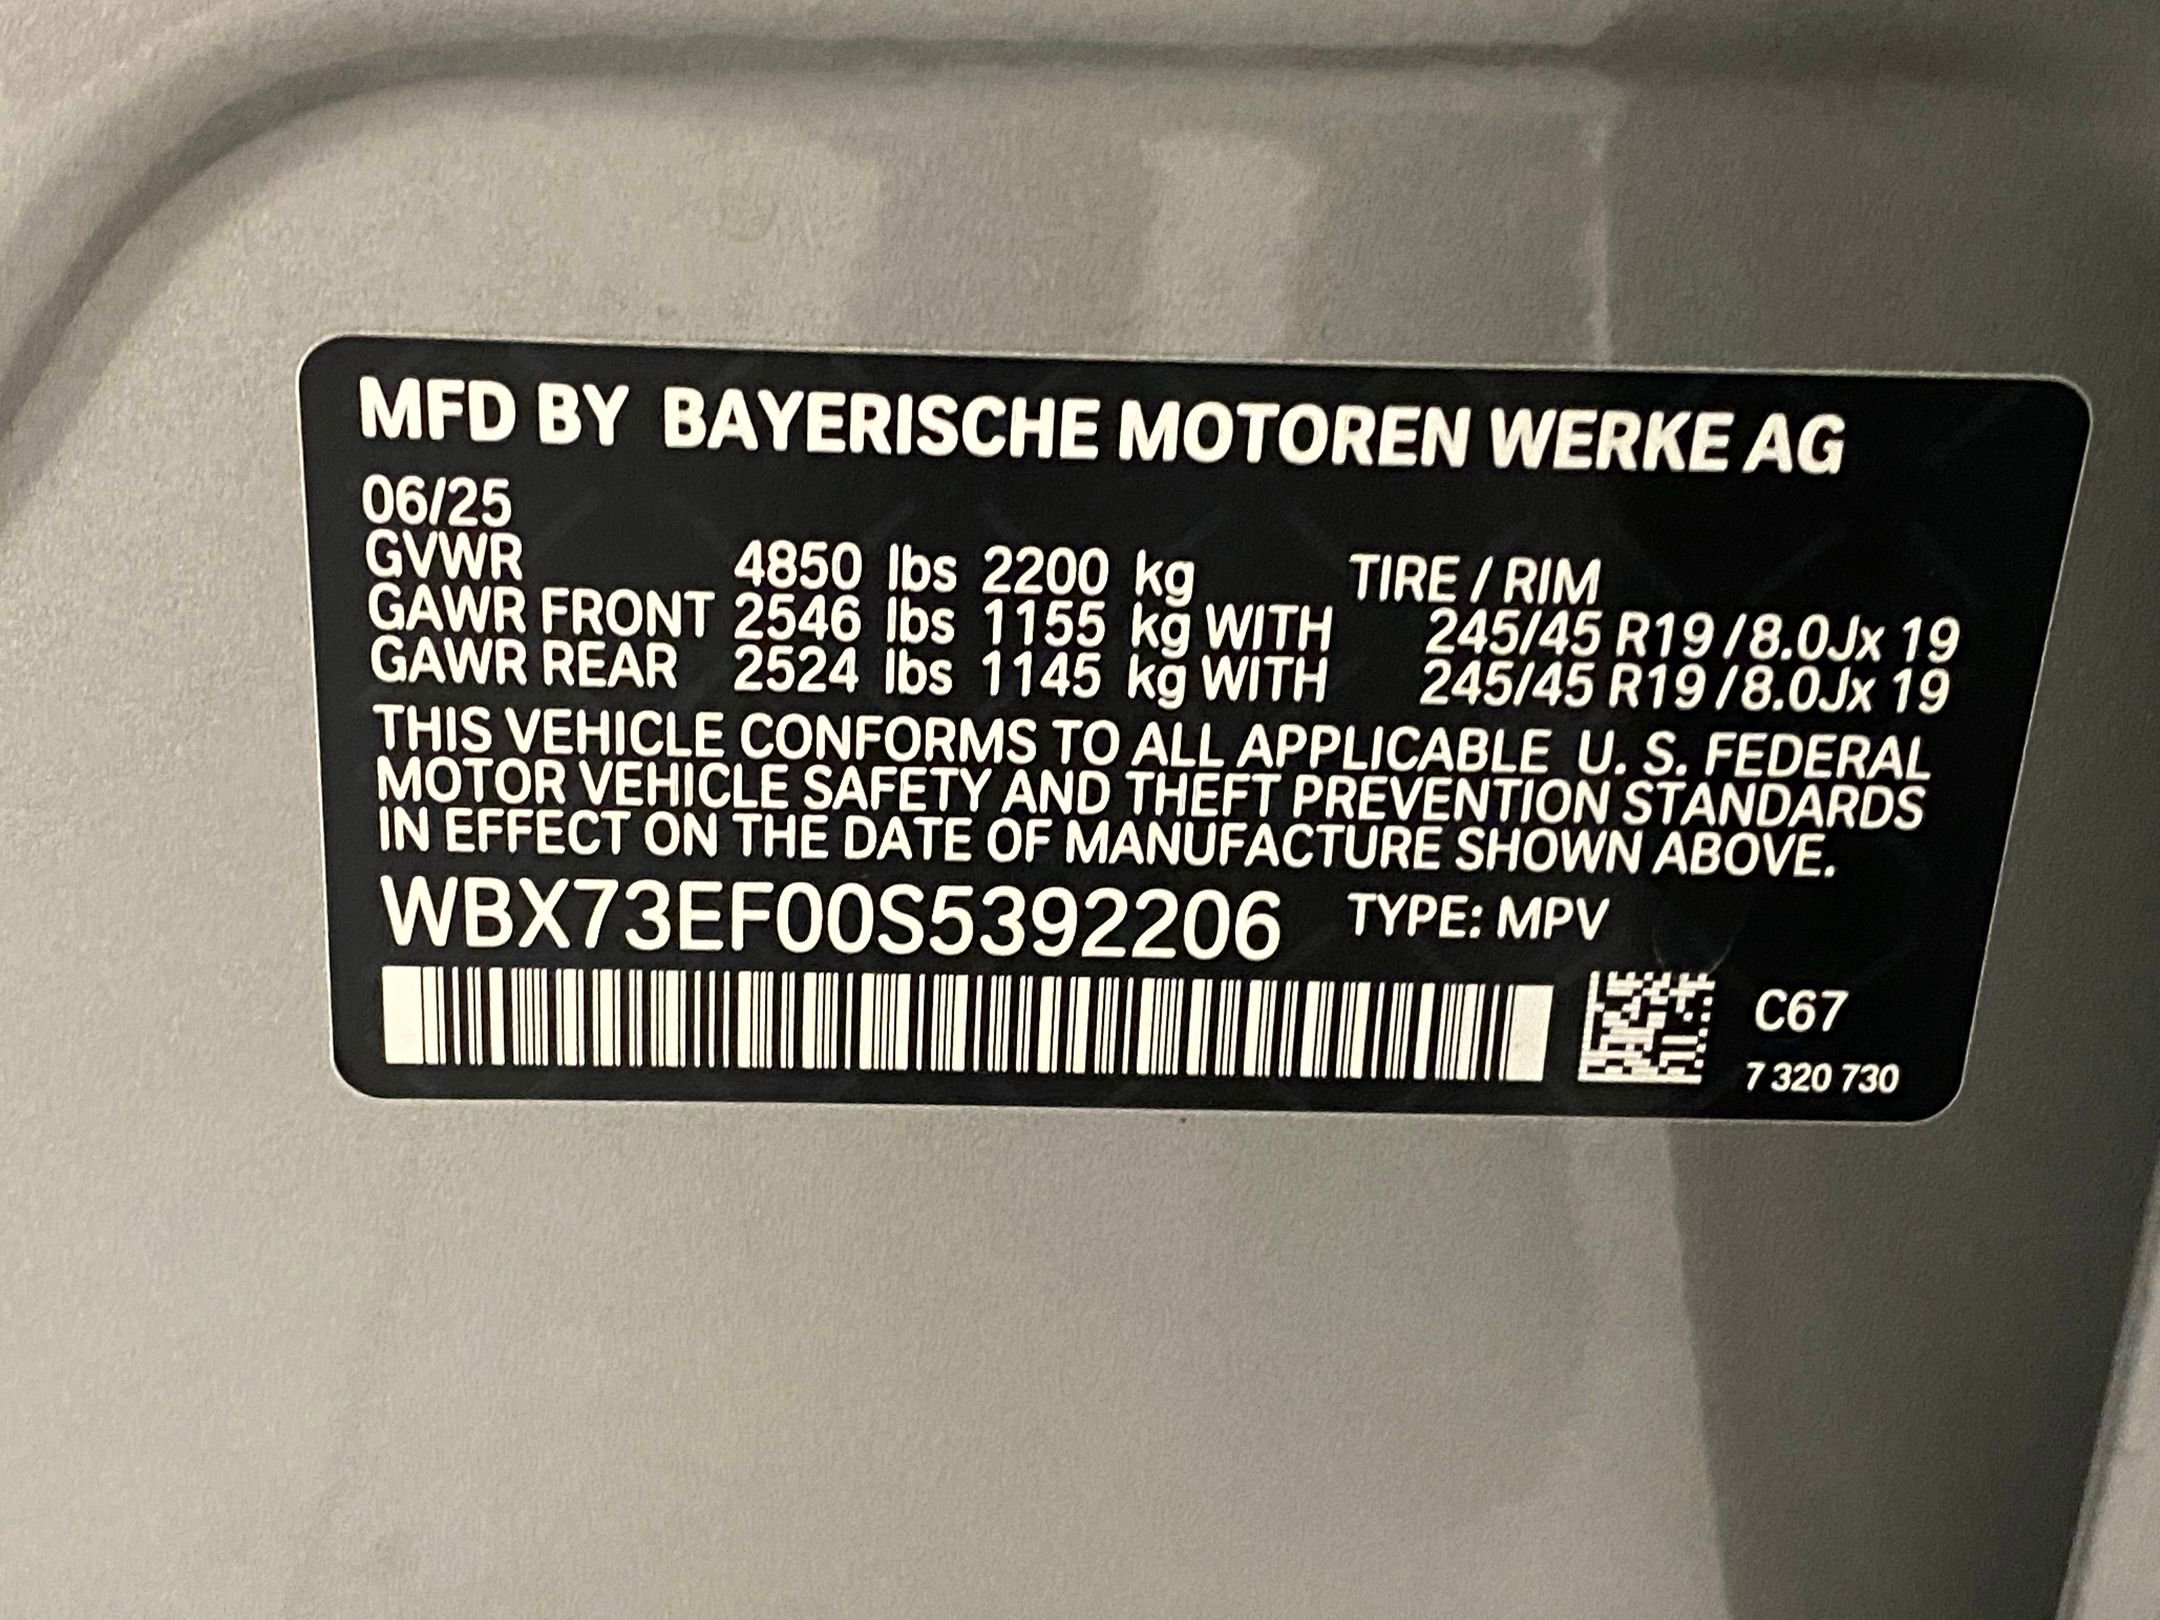 MFD BY BAYERISCHE MOTOREN WERKE AG
06/25
GVWR 4850 lbs 2200 kg TIRE / RIM
GAWR FRONT 2546 lbs 1155 kg WITH 245/45 R19 / 8.0Jx 19
GAWR REAR 2524 lbs 1145 kg WITH 245/45 R19 / 8.0Jx 19
THIS VEHICLE CONFORMS TO ALL APPLICABLE U. S. FEDERAL
MOTOR VEHICLE SAFETY AND THEFT PREVENTION STANDARDS
IN EFFECT ON THE DATE OF MANUFACTURE SHOWN ABOVE.
WBX73EF00S5392206 TYPE: MPV
C67
7 320 730